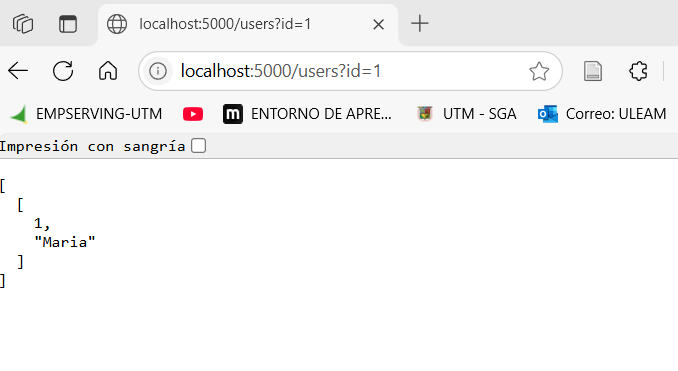 localhost:5000/users?id=1
localhost:5000/users?id=1
EMPSERVING-UTM
m ENTORNO DE APRE...
UTM - SGA
Correo: ULEAM
Impresión con sangría
[
[
1,
"Maria"
]
]